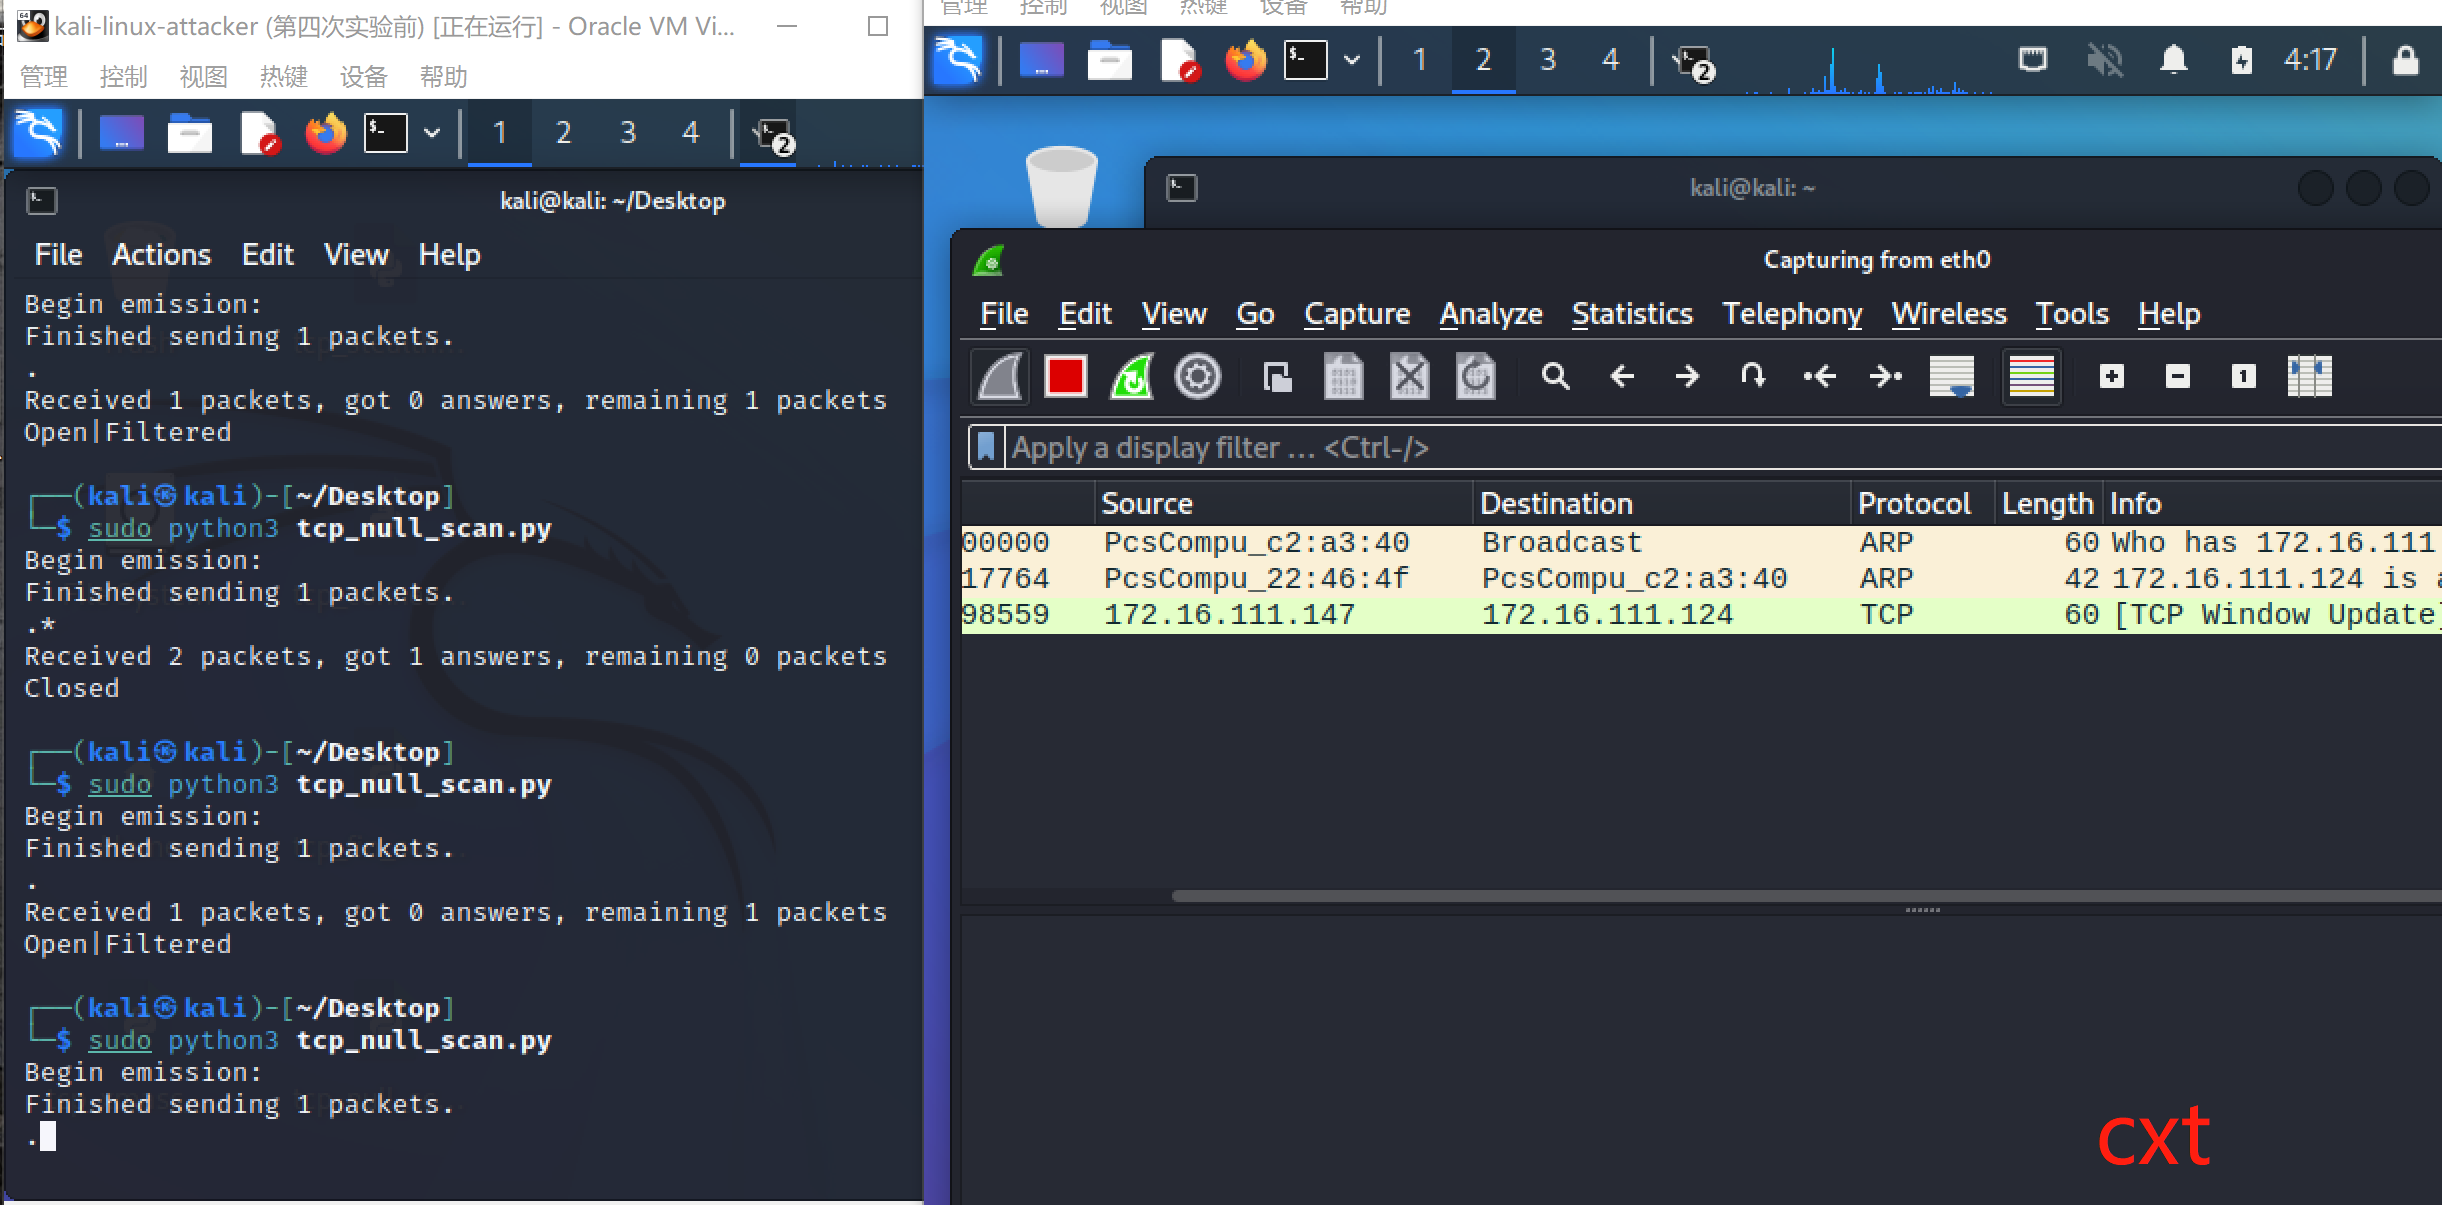 kali-linux-attacker (第四次实验前) [正在运行] - Oracle VM Vi...
管理 控制 视图 热键 设备 帮助
1 2 3 4 2
kali@kali: ~/Desktop
File Actions Edit View Help
Begin emission:
Finished sending 1 packets.
.
Received 1 packets, got 0 answers, remaining 1 packets
Open|Filtered
┌──(kali㉿kali)-[~/Desktop]
└─$ sudo python3 tcp_null_scan.py
Begin emission:
Finished sending 1 packets.
.*
Received 2 packets, got 1 answers, remaining 0 packets
Closed
┌──(kali㉿kali)-[~/Desktop]
└─$ sudo python3 tcp_null_scan.py
Begin emission:
Finished sending 1 packets.
.
Received 1 packets, got 0 answers, remaining 1 packets
Open|Filtered
┌──(kali㉿kali)-[~/Desktop]
└─$ sudo python3 tcp_null_scan.py
Begin emission:
Finished sending 1 packets.
.
管理 控制 视图 热键 设备 帮助
1 2 3 4 2 4:17
kali@kali: ~
Capturing from eth0
File Edit View Go Capture Analyze Statistics Telephony Wireless Tools Help
Apply a display filter ... <Ctrl-/>
Source Destination Protocol Length Info
00000 PcsCompu_c2:a3:40 Broadcast ARP 60 Who has 172.16.111
17764 PcsCompu_22:46:4f PcsCompu_c2:a3:40 ARP 42 172.16.111.124 is a
98559 172.16.111.147 172.16.111.124 TCP 60 [TCP Window Update]
cxt